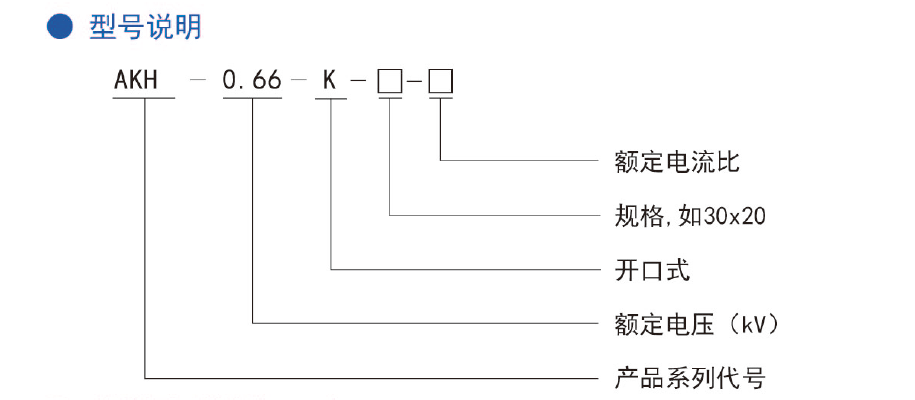 型号说明
AKH - 0.66 - K - □ - □
额定电流比
规格,如30x20
开口式
额定电压（kV）
产品系列代号